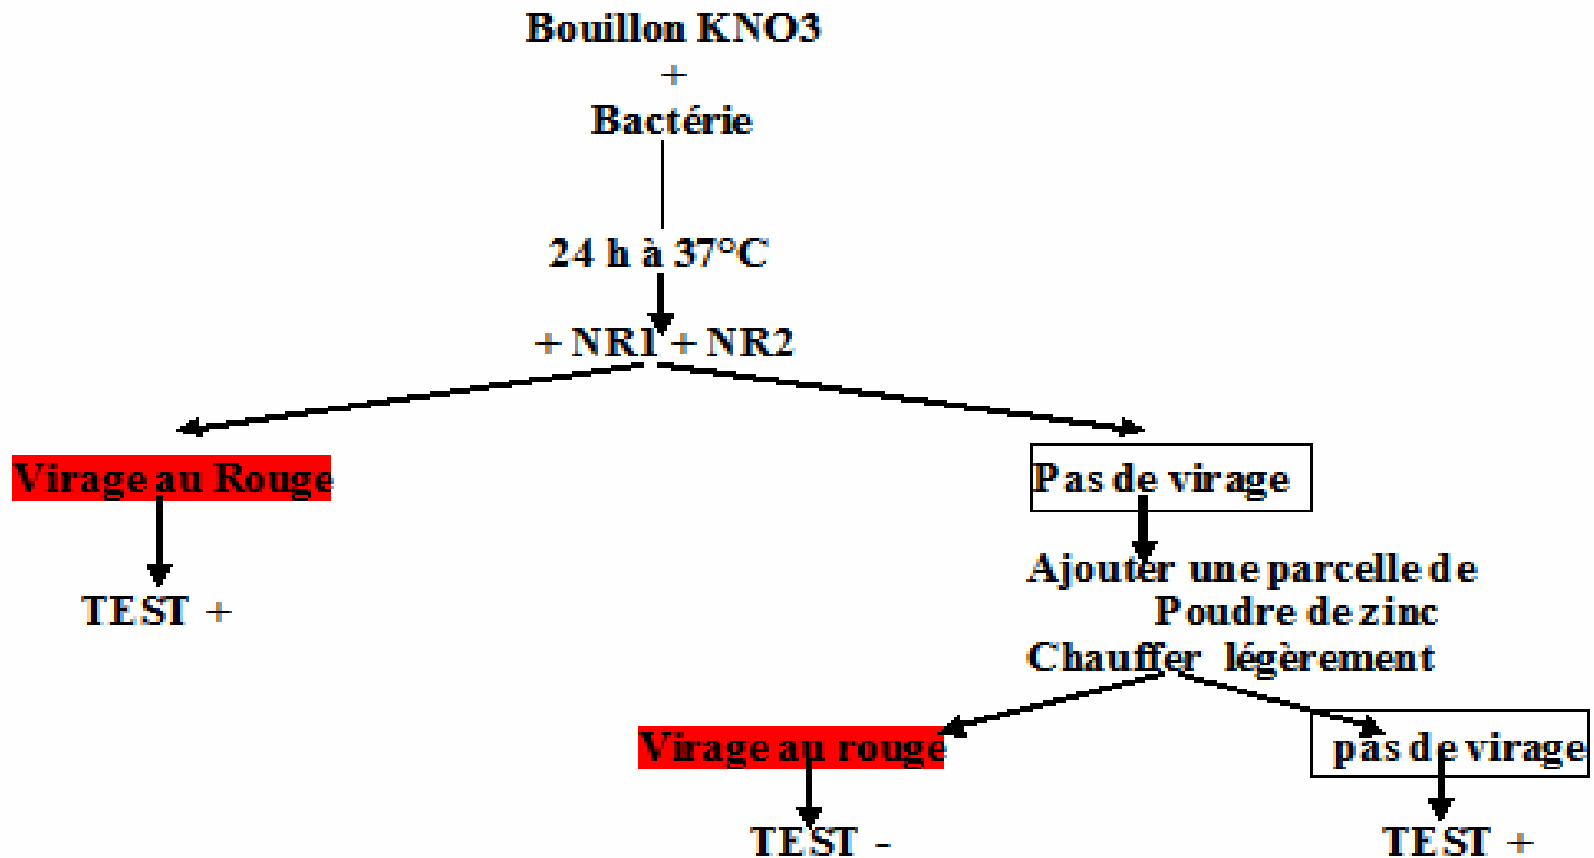 Bouillon KNO3
+
Bactérie
24 h à 37°C
+ NR1 + NR2
Virage au Rouge
Pas de virage
TEST +
Ajouter une parcelle de
Poudre de zinc
Chauffer légèrement
Virage au rouge
pas de virage
TEST -
TEST +